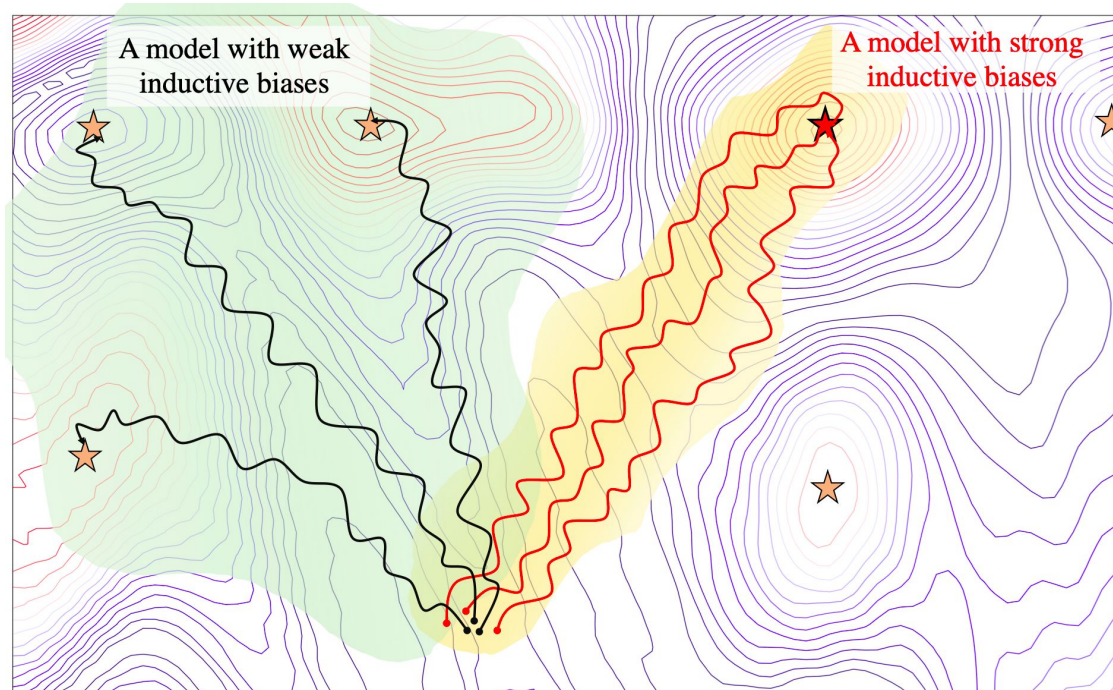 A model with weak
inductive biases
A model with strong
inductive biases